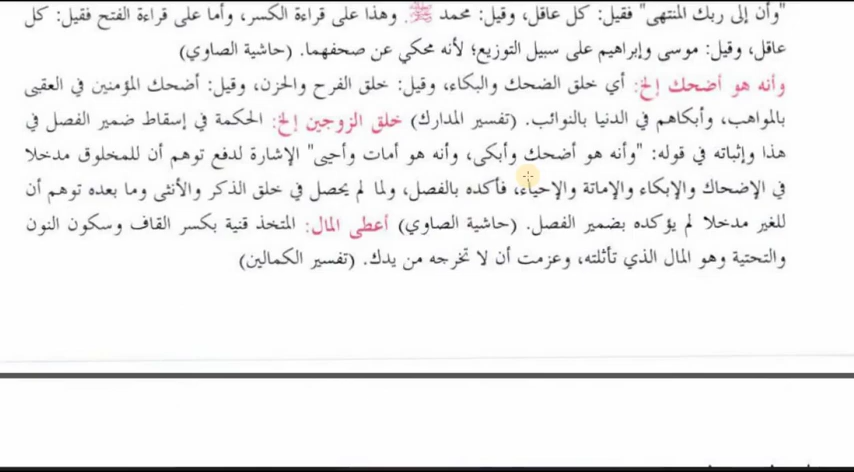 "وأن إلى ربك المنتهى" فقيل: كل عاقل، وقيل: محمد ﷺ. وهذا على قراءة الكسر، وأما على قراءة الفتح فقيل: كل
عاقل، وقيل: موسى وإبراهيم على سبيل التوزيع؛ لأنه محكي عن صحفهما. (حاشية الصاوي)
وأنه هو أضحك إلخ: أي خلق الضحك والبكاء، وقيل: خلق الفرح والحزن، وقيل: أضحك المؤمنين في العقبى
بالمواهب، وأبكاهم في الدنيا بالنوائب. (تفسير المدارك) خلق الزوجين إلخ: الحكمة في إسقاط ضمير الفصل في
هذا وإثباته في قوله: "وأنه هو أضحك وأبكى، وأنه هو أمات وأحيى" الإشارة لدفع توهم أن للمخلوق مدخلا
في الإضحاك والإبكاء والإماتة والإحياء، فأكده بالفصل، ولما لم يحصل في خلق الذكر والأنثى وما بعده توهم أن
للغير مدخلا لم يؤكده بضمير الفصل. (حاشية الصاوي) أعطى المال: المتخذ قنية بكسر القاف وسكون النون
والتحتية وهو المال الذي تأثلته، وعزمت أن لا تخرجه من يدك. (تفسير الكمالين)